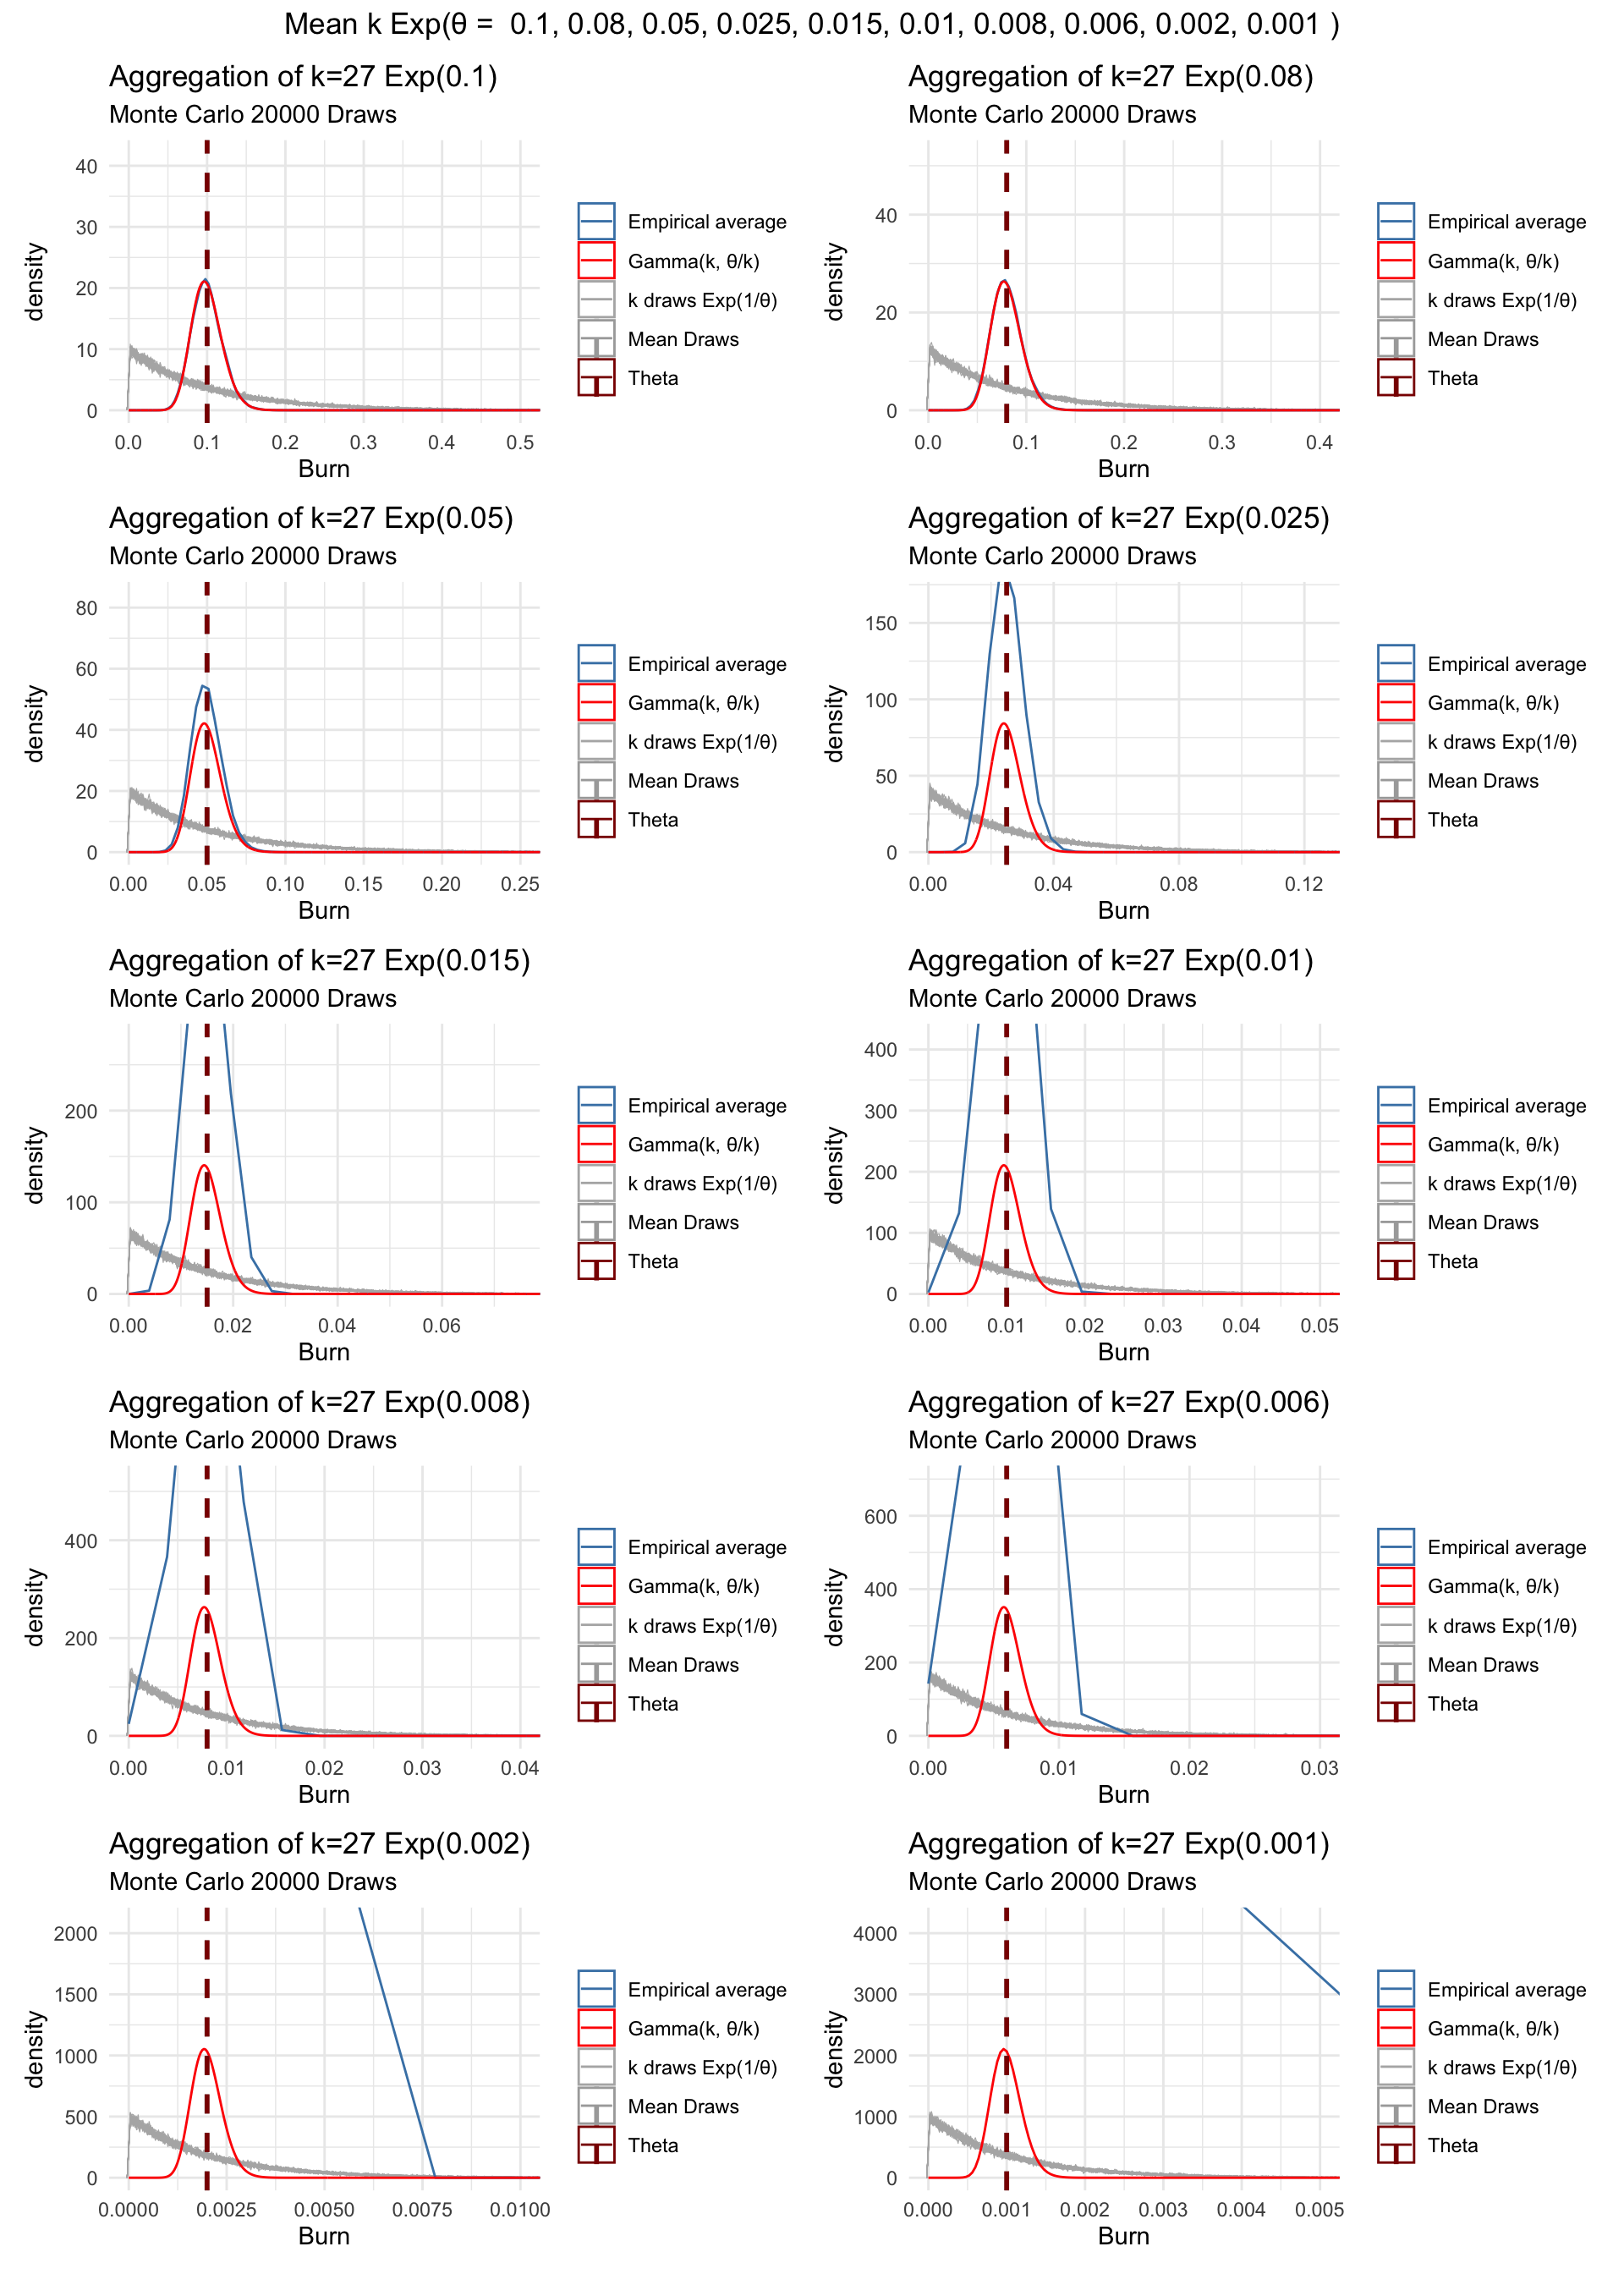 Mean k Exp(θ =  0.1, 0.08, 0.05, 0.025, 0.015, 0.01, 0.008, 0.006, 0.002, 0.001 )
Aggregation of k=27 Exp(0.1)
Monte Carlo 20000 Draws
density
40
30
20
10
0
0.0 0.1 0.2 0.3 0.4 0.5
Burn
Empirical average
Gamma(k, θ/k)
k draws Exp(1/θ)
Mean Draws
Theta
Aggregation of k=27 Exp(0.08)
Monte Carlo 20000 Draws
density
40
20
0
0.0 0.1 0.2 0.3 0.4
Burn
Empirical average
Gamma(k, θ/k)
k draws Exp(1/θ)
Mean Draws
Theta
Aggregation of k=27 Exp(0.05)
Monte Carlo 20000 Draws
density
80
60
40
20
0
0.00 0.05 0.10 0.15 0.20 0.25
Burn
Empirical average
Gamma(k, θ/k)
k draws Exp(1/θ)
Mean Draws
Theta
Aggregation of k=27 Exp(0.025)
Monte Carlo 20000 Draws
density
150
100
50
0
0.00 0.04 0.08 0.12
Burn
Empirical average
Gamma(k, θ/k)
k draws Exp(1/θ)
Mean Draws
Theta
Aggregation of k=27 Exp(0.015)
Monte Carlo 20000 Draws
density
200
100
0
0.00 0.02 0.04 0.06
Burn
Empirical average
Gamma(k, θ/k)
k draws Exp(1/θ)
Mean Draws
Theta
Aggregation of k=27 Exp(0.01)
Monte Carlo 20000 Draws
density
400
300
200
100
0
0.00 0.01 0.02 0.03 0.04 0.05
Burn
Empirical average
Gamma(k, θ/k)
k draws Exp(1/θ)
Mean Draws
Theta
Aggregation of k=27 Exp(0.008)
Monte Carlo 20000 Draws
density
400
200
0
0.00 0.01 0.02 0.03 0.04
Burn
Empirical average
Gamma(k, θ/k)
k draws Exp(1/θ)
Mean Draws
Theta
Aggregation of k=27 Exp(0.006)
Monte Carlo 20000 Draws
density
600
400
200
0
0.00 0.01 0.02 0.03
Burn
Empirical average
Gamma(k, θ/k)
k draws Exp(1/θ)
Mean Draws
Theta
Aggregation of k=27 Exp(0.002)
Monte Carlo 20000 Draws
density
2000
1500
1000
500
0
0.0000 0.0025 0.0050 0.0075 0.0100
Burn
Empirical average
Gamma(k, θ/k)
k draws Exp(1/θ)
Mean Draws
Theta
Aggregation of k=27 Exp(0.001)
Monte Carlo 20000 Draws
density
4000
3000
2000
1000
0
0.000 0.001 0.002 0.003 0.004 0.005
Burn
Empirical average
Gamma(k, θ/k)
k draws Exp(1/θ)
Mean Draws
Theta